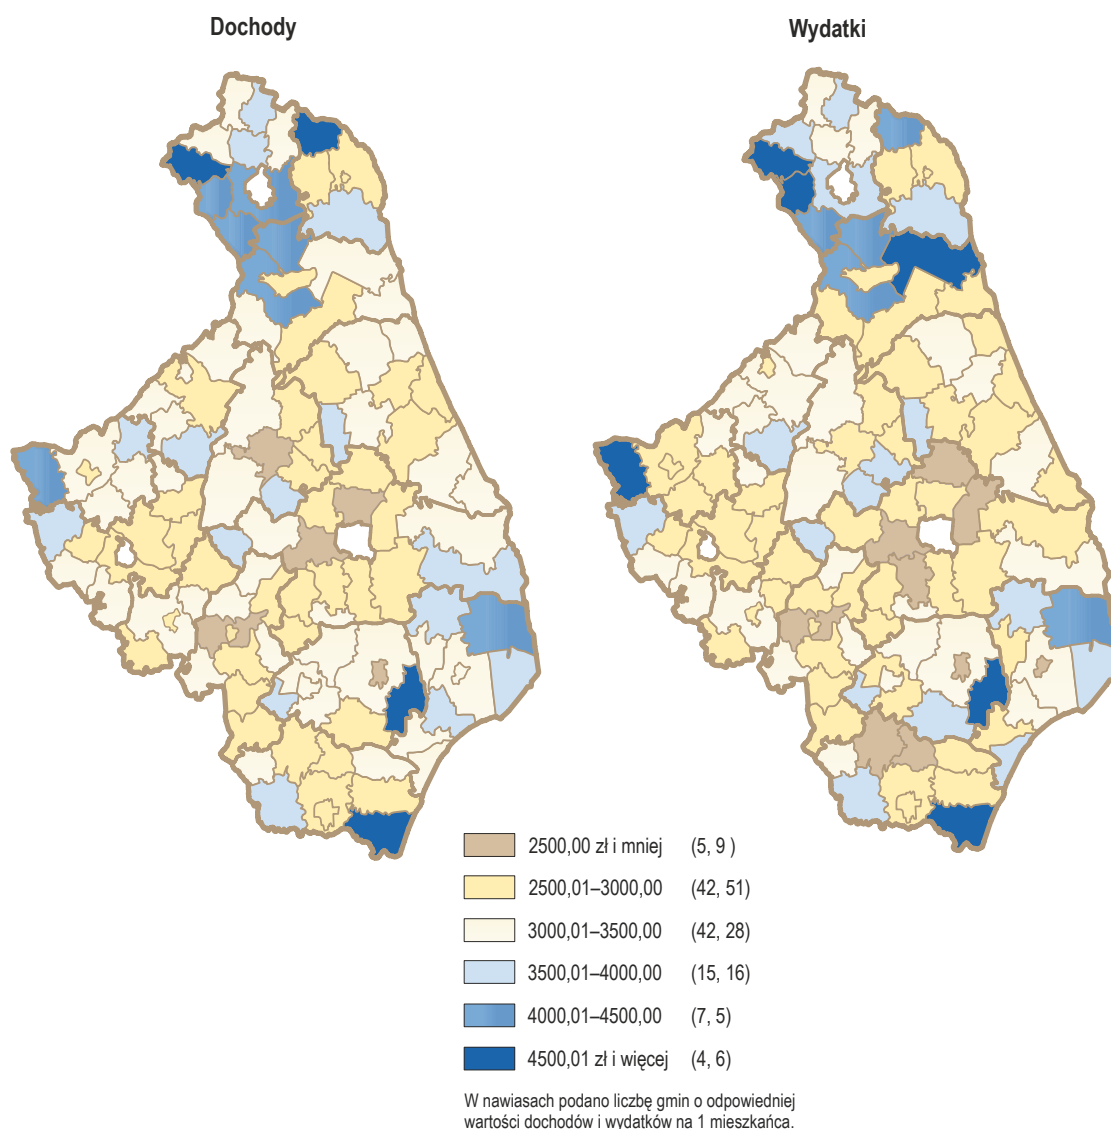 Dochody
Wydatki
2500,00 zł i mniej (5, 9 )
2500,01–3000,00 (42, 51)
3000,01–3500,00 (42, 28)
3500,01–4000,00 (15, 16)
4000,01–4500,00 (7, 5)
4500,01 zł i więcej (4, 6)
W nawiasach podano liczbę gmin o odpowiedniej
wartości dochodów i wydatków na 1 mieszkańca.